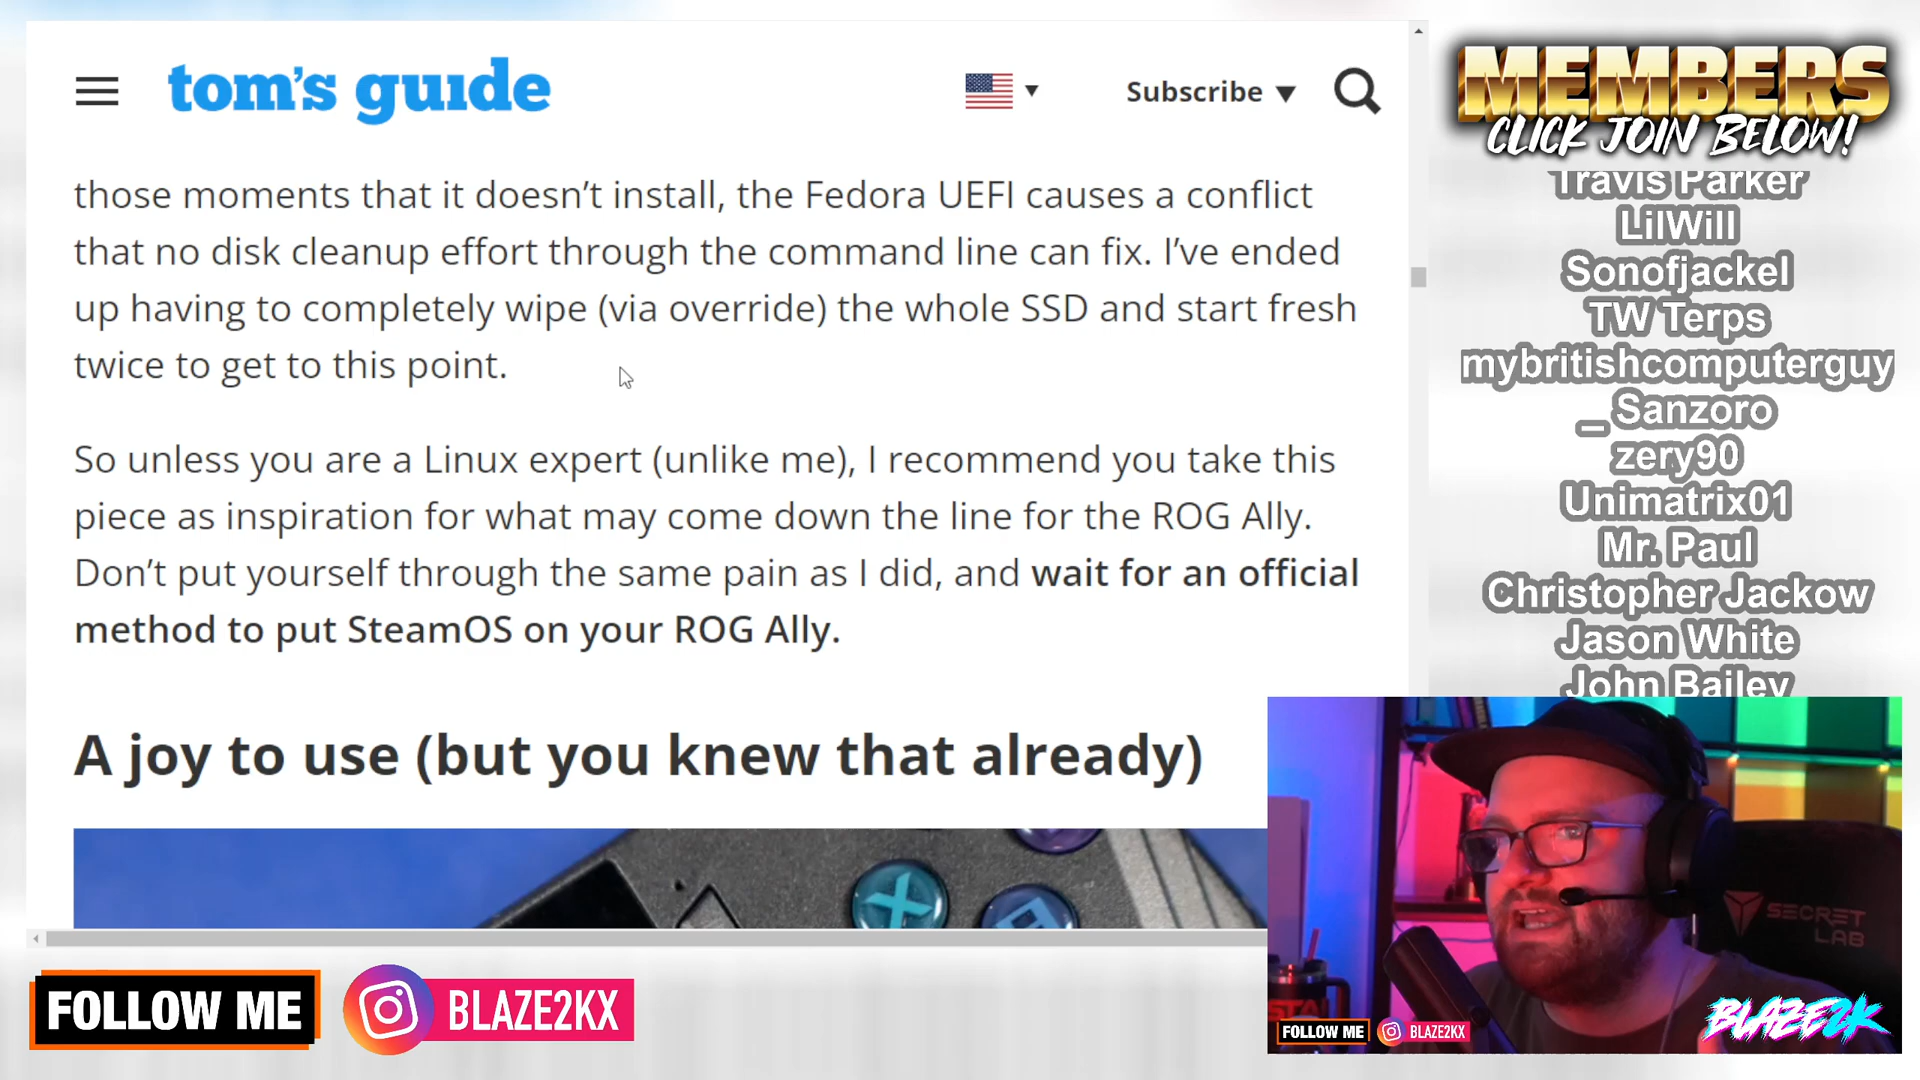 tom's guide
Subscribe
those moments that it doesn't install, the Fedora UEFI causes a conflict
that no disk cleanup effort through the command line can fix. I've ended
up having to completely wipe (via override) the whole SSD and start fresh
twice to get to this point.
So unless you are a Linux expert (unlike me), I recommend you take this
piece as inspiration for what may come down the line for the ROG Ally.
Don't put yourself through the same pain as I did, and wait for an official
method to put SteamOS on your ROG Ally.
A joy to use (but you knew that already)
X
MEMBERS
CLICK JOIN BELOW!
Travis Parker
LilWill
Sonofjackel
TW Terps
mybritishcomputerguy
_ Sanzoro
zery90
Unimatrix01
Mr. Paul
Christopher Jackow
Jason White
John Bailey
SECRET
LAB
FOLLOW ME
BLAZE2KX
BLAZE2K
FOLLOW ME
BLAZE2KX